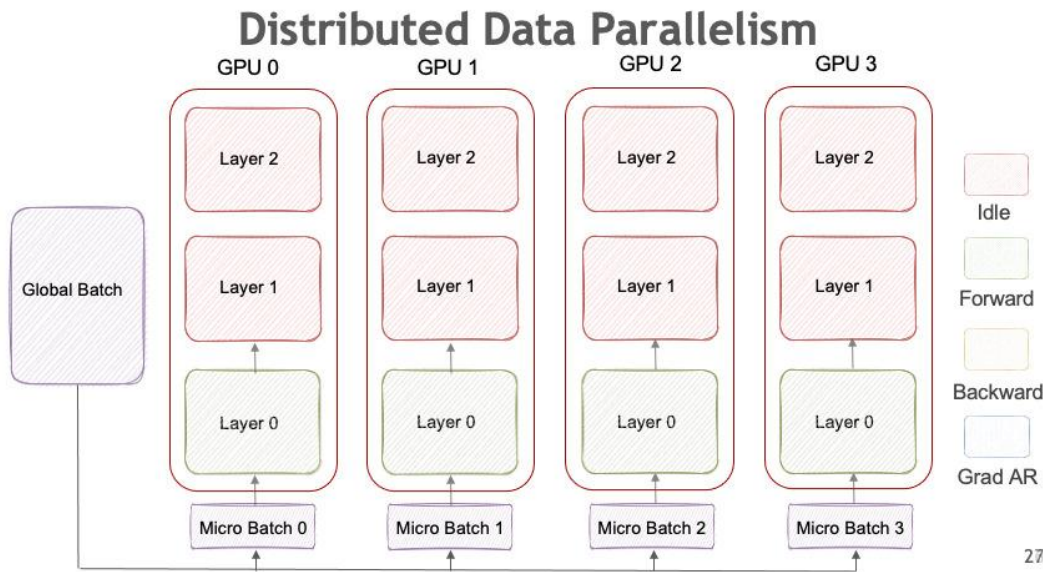 Distributed Data Parallelism
GPU 0
GPU 1
GPU 2
GPU 3
Layer 2
Layer 2
Layer 2
Layer 2
Idle
Global Batch
Layer 1
Layer 1
Layer 1
Layer 1
Forward
Backward
Layer 0
Layer 0
Layer 0
Layer 0
Grad AR
Micro Batch 0
Micro Batch 1
Micro Batch 2
Micro Batch 3